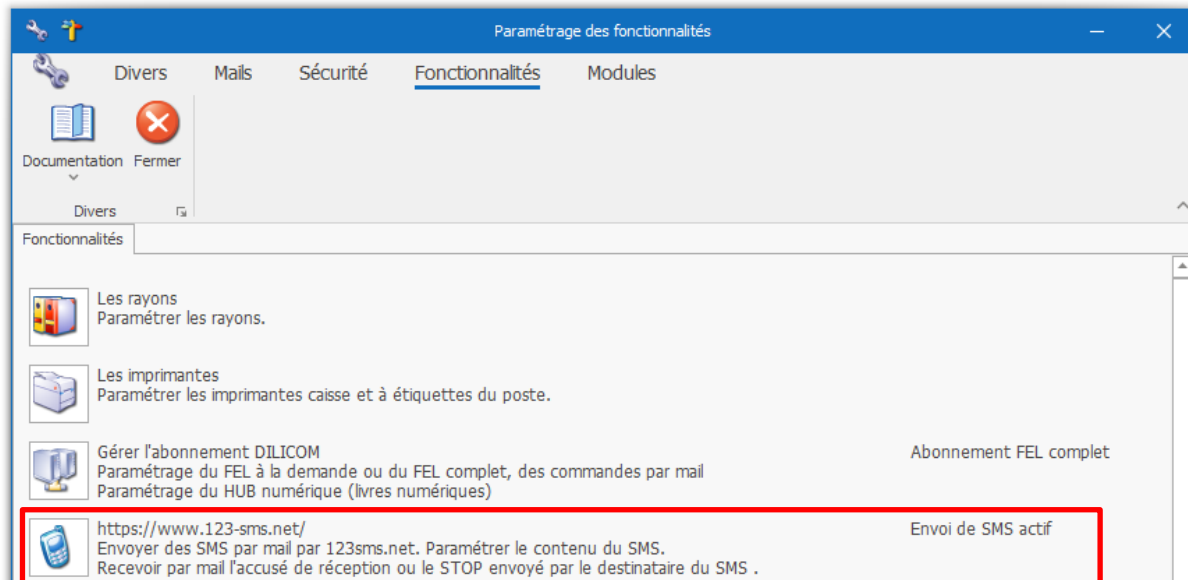 Paramétrage des fonctionnalités
Divers Mails Sécurité Fonctionnalités Modules
Documentation Fermer
Divers
Fonctionnalités
Les rayons
Paramétrer les rayons.
Les imprimantes
Paramétrer les imprimantes caisse et à étiquettes du poste.
Gérer l'abonnement DILICOM Abonnement FEL complet
Paramétrage du FEL à la demande ou du FEL complet, des commandes par mail
Paramétrage du HUB numérique (livres numériques)
https://www.123-sms.net/ Envoi de SMS actif
Envoyer des SMS par mail par 123sms.net. Paramétrer le contenu du SMS.
Recevoir par mail l'accusé de réception ou le STOP envoyé par le destinataire du SMS .